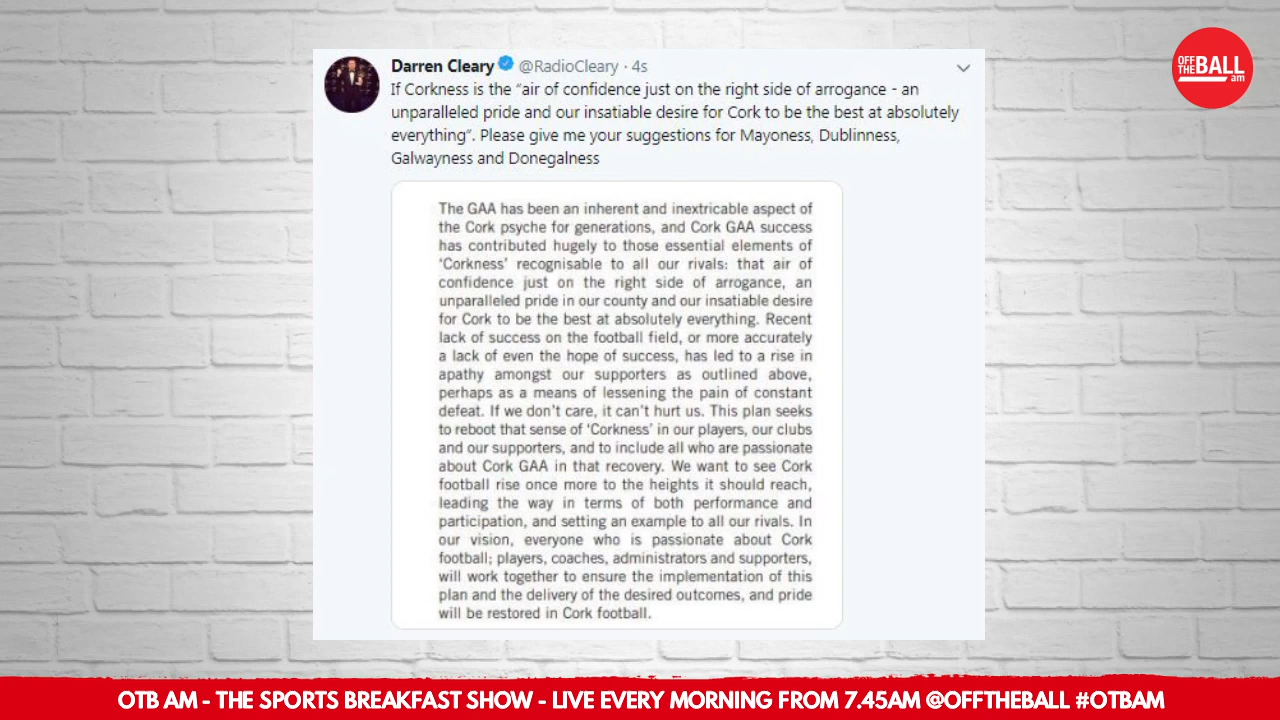 Darren Cleary @RadioCleary · 4s
If Corkness is the "air of confidence just on the right side of arrogance - an
unparalleled pride and our insatiable desire for Cork to be the best at absolutely
everything". Please give me your suggestions for Mayoness, Dublinness,
Galwayness and Donegalness
OFF
THE BALL
am
The GAA has been an inherent and inextricable aspect of
the Cork psyche for generations, and Cork GAA success
has contributed hugely to those essential elements of
'Corkness' recognisable to all our rivals: that air of
confidence just on the right side of arrogance, an
unparalleled pride in our county and our insatiable desire
for Cork to be the best at absolutely everything. Recent
lack of success on the football field, or more accurately
a lack of even the hope of success, has led to a rise in
apathy amongst our supporters as outlined above,
perhaps as a means of lessening the pain of constant
defeat. If we don't care, it can't hurt us. This plan seeks
to reboot that sense of 'Corkness' in our players, our clubs
and our supporters, and to include all who are passionate
about Cork GAA in that recovery. We want to see Cork
football rise once more to the heights it should reach,
leading the way in terms of both performance and
participation, and setting an example to all our rivals. In
our vision, everyone who is passionate about Cork
football; players, coaches, administrators and supporters,
will work together to ensure the implementation of this
plan and the delivery of the desired outcomes, and pride
will be restored in Cork football.
OTB AM - THE SPORTS BREAKFAST SHOW - LIVE EVERY MORNING FROM 7.45AM @OFFTHEBALL #OTBAM